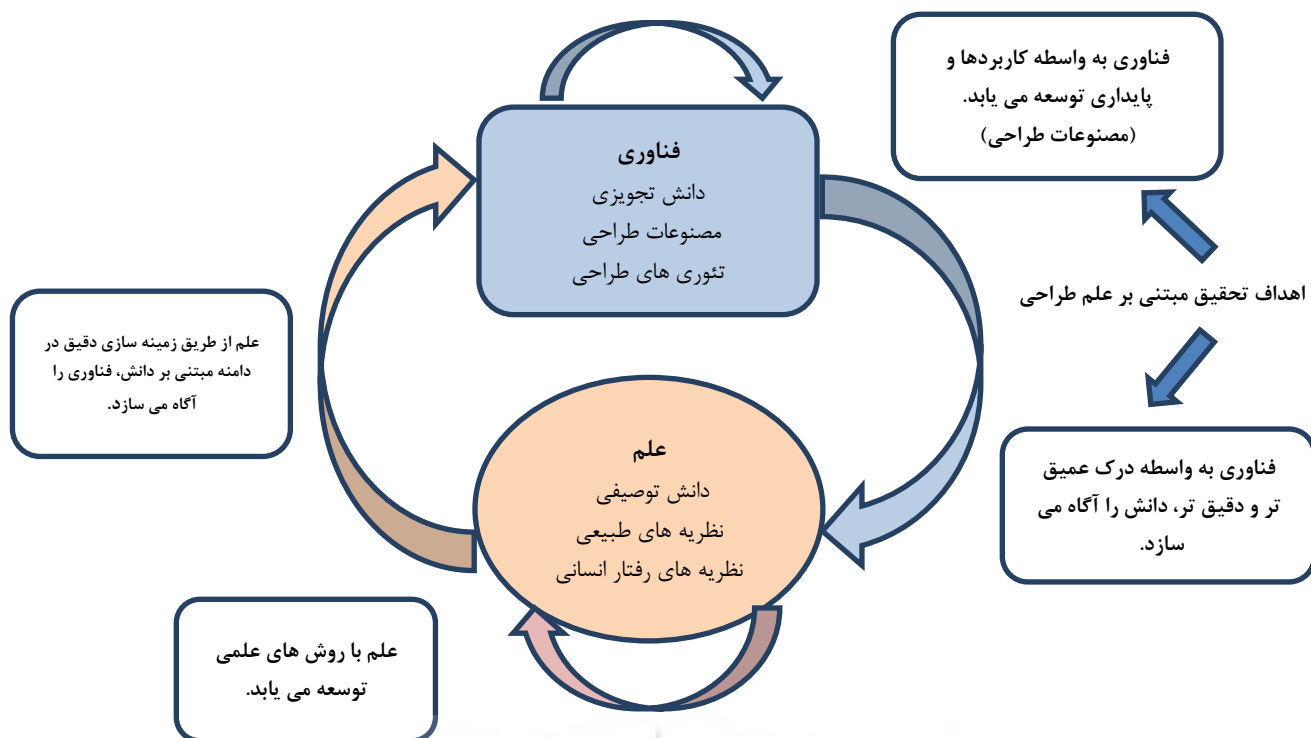 فناوری به واسطه کاربردها و
پایداری توسعه می یابد.
(مصنوعات طراحی)
فناوری
دانش تجویزی
مصنوعات طراحی
تئوری های طراحی
اهداف تحقیق مبتنی بر علم طراحی
علم از طریق زمینه سازی دقیق در
دامنه مبتنی بر دانش، فناوری را
آگاه می سازد.
علم
دانش توصیفی
نظریه های طبیعی
نظریه های رفتار انسانی
فناوری به واسطه درک عمیق
تر و دقیق تر، دانش را آگاه می
سازد.
علم با روش های علمی
توسعه می یابد.